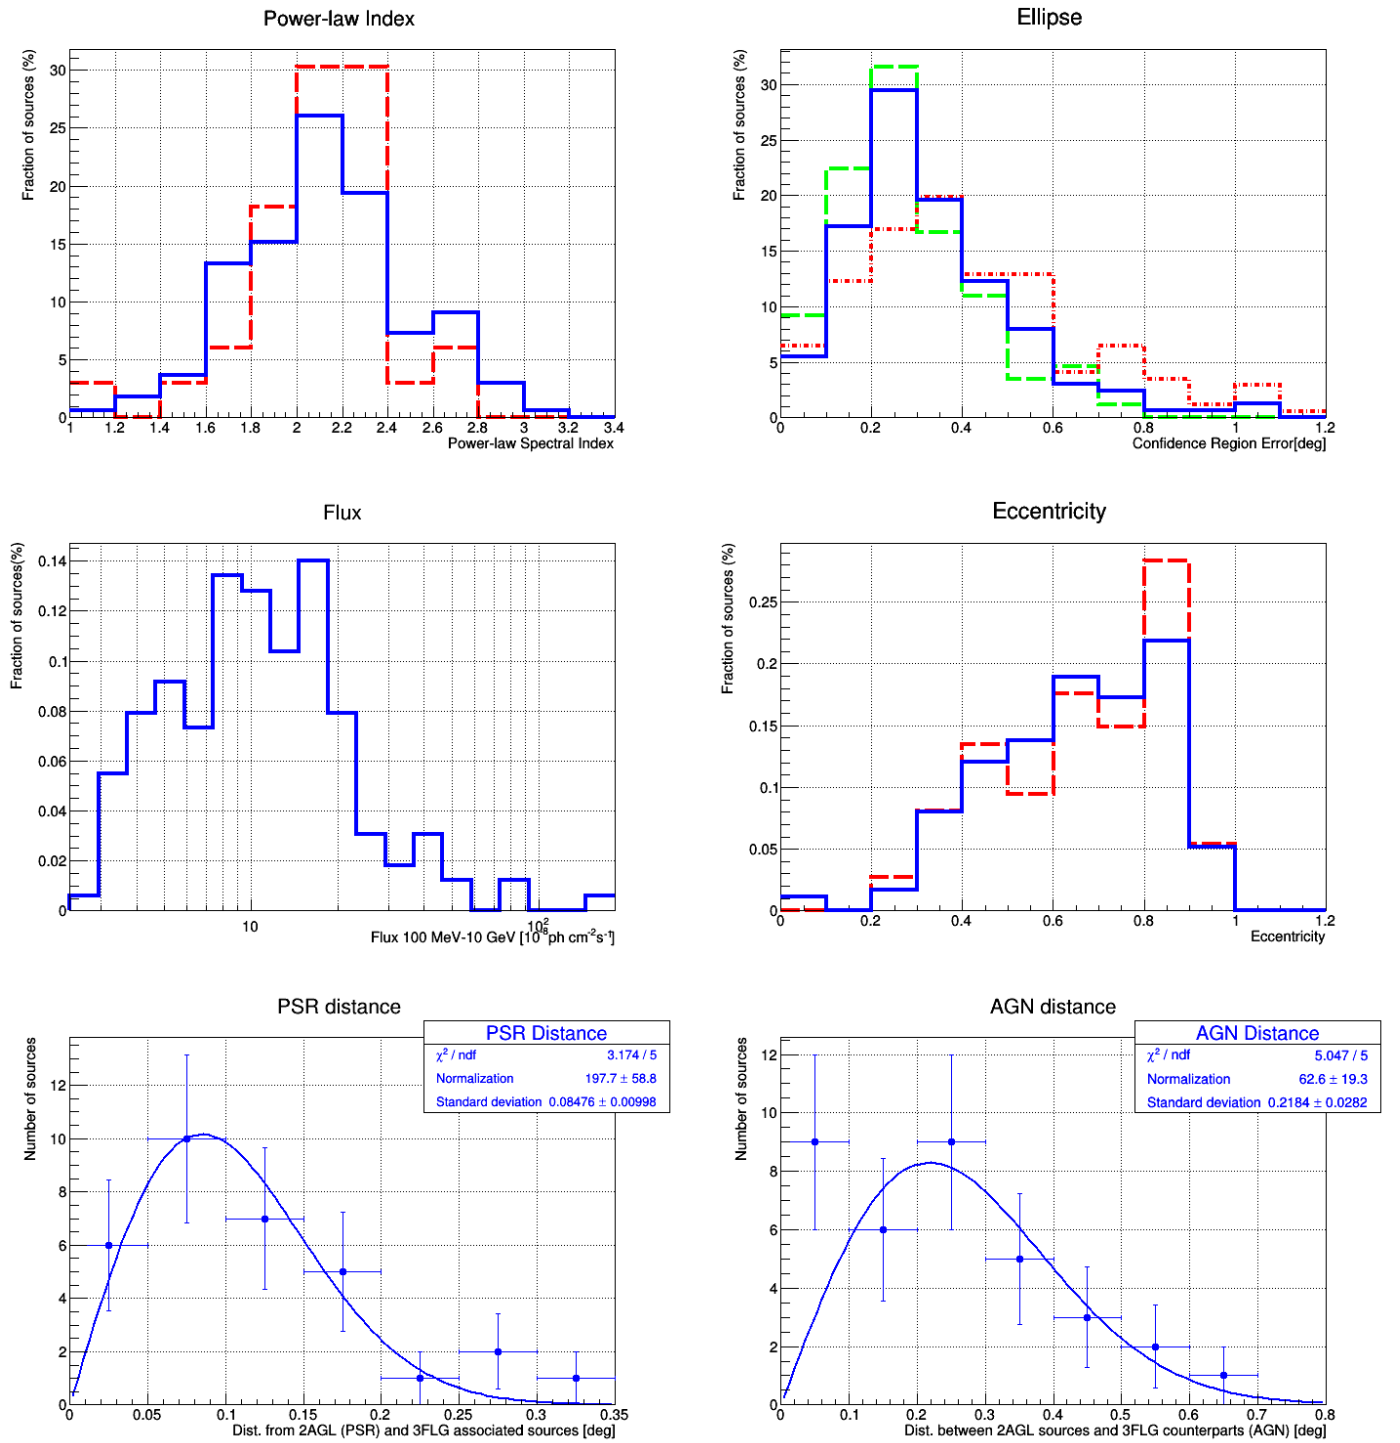 Power-law Index
Fraction of sources (%)
30
25
20
15
10
5
0
1 1.2 1.4 1.6 1.8 2 2.2 2.4 2.6 2.8 3 3.2 3.4
Power-law Spectral Index
Ellipse
Fraction of sources (%)
30
25
20
15
10
5
0
0 0.2 0.4 0.6 0.8 1 1.2
Confidence Region Error[deg]
Flux
Fraction of sources(%)
0.14
0.12
0.1
0.08
0.06
0.04
0.02
0
10 10²
Flux 100 MeV-10 GeV [10⁻⁸ph cm⁻²s⁻¹]
Eccentricity
Fraction of sources (%)
0.25
0.2
0.15
0.1
0.05
0
0 0.2 0.4 0.6 0.8 1 1.2
Eccentricity
PSR distance
PSR Distance
χ² / ndf 3.174 / 5
Normalization 197.7 ± 58.8
Standard deviation 0.08476 ± 0.00998
Number of sources
12
10
8
6
4
2
0
0 0.05 0.1 0.15 0.2 0.25 0.3 0.35
Dist. from 2AGL (PSR) and 3FLG associated sources [deg]
AGN distance
AGN Distance
χ² / ndf 5.047 / 5
Normalization 62.6 ± 19.3
Standard deviation 0.2184 ± 0.0282
Number of sources
12
10
8
6
4
2
0
0 0.1 0.2 0.3 0.4 0.5 0.6 0.7 0.8
Dist. between 2AGL sources and 3FLG counterparts (AGN) [deg]